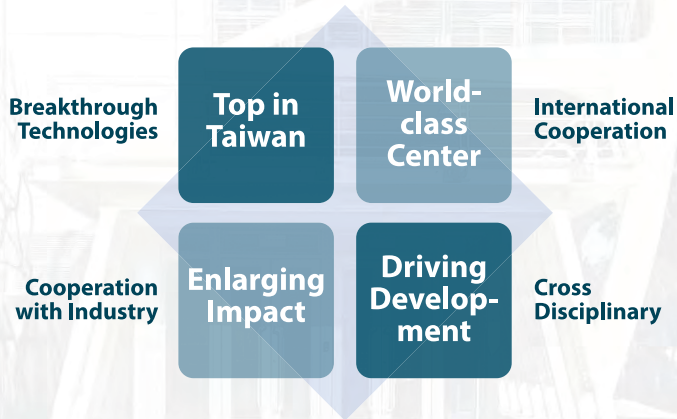 Breakthrough
Technologies
Top in
Taiwan
World-
class
Center
International
Cooperation
Cooperation
with Industry
Enlarging
Impact
Driving
Develop-
ment
Cross
Disciplinary